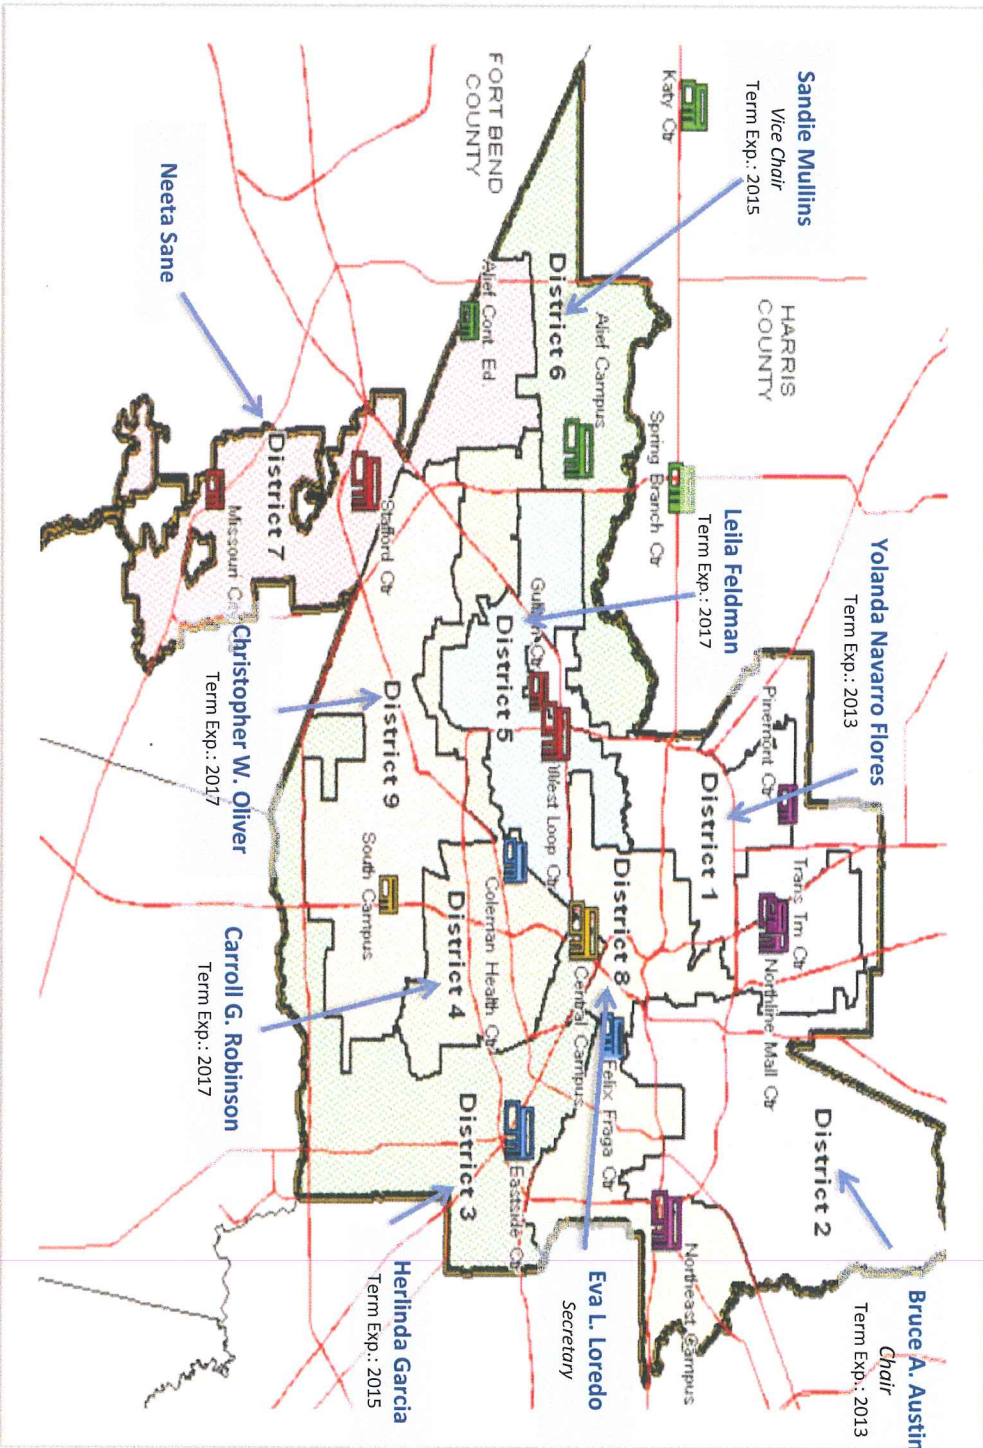 Bruce A. Austin
Chair
Term Exp.: 2013
Yolanda Navarro Flores
Term Exp.: 2013
District 2
Sandie Mullins
Vice Chair
Term Exp.: 2015
HARRIS
COUNTY
Trans Trn Ctr
Pinemont Ctr
Northline Mall Ctr
Leila Feldman
Term Exp.: 2017
District 1
Northeast Campus
Katy Ctr
Spring Branch Ctr
District 8
Felix Fraga Ctr
Alief Campus
Eva L. Loredo
Secretary
Central Campus
District 6
West Loop Ctr
Gulfton Ctr
Eastside Ctr
District 5
FORT BEND
COUNTY
Alief Cont. Ed.
Coleman Health Ctr
District 3
District 4
Herlinda Garcia
Term Exp.: 2015
District 9
Stafford Ctr
South Campus
District 7
Missouri
Christopher W. Oliver
Term Exp.: 2017
Carroll G. Robinson
Term Exp.: 2017
Neeta Sane